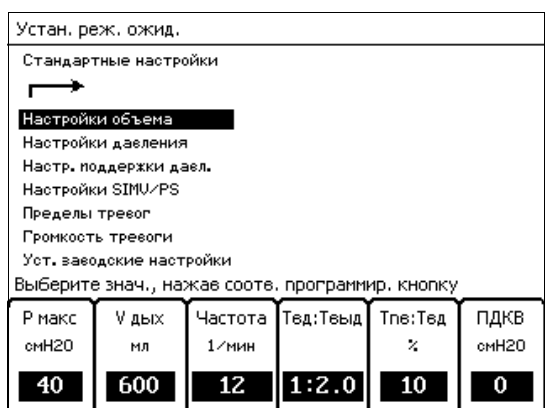 Устан. реж. ожид.
Стандартные настройки
Настройки объема
Настройки давления
Настр. поддержки давл.
Настройки SIMV/PS
Пределы тревог
Громкость тревоги
Уст. заводские настройки
Выберите знач., нажав соотв. программир. кнопку
P макс V дых Частота Tвд:Tвыд Tпв:Tвд ПДКВ
смH2O мл 1/мин % смH2O
40 600 12 1:2.0 10 0